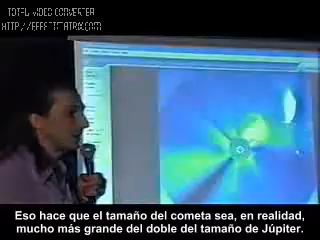 TOTAL VIDEO CONVERTER
HTTP://EFFECTMATRIX.COM
Eso hace que el tamaño del cometa sea, en realidad,
mucho más grande del doble del tamaño de Júpiter.